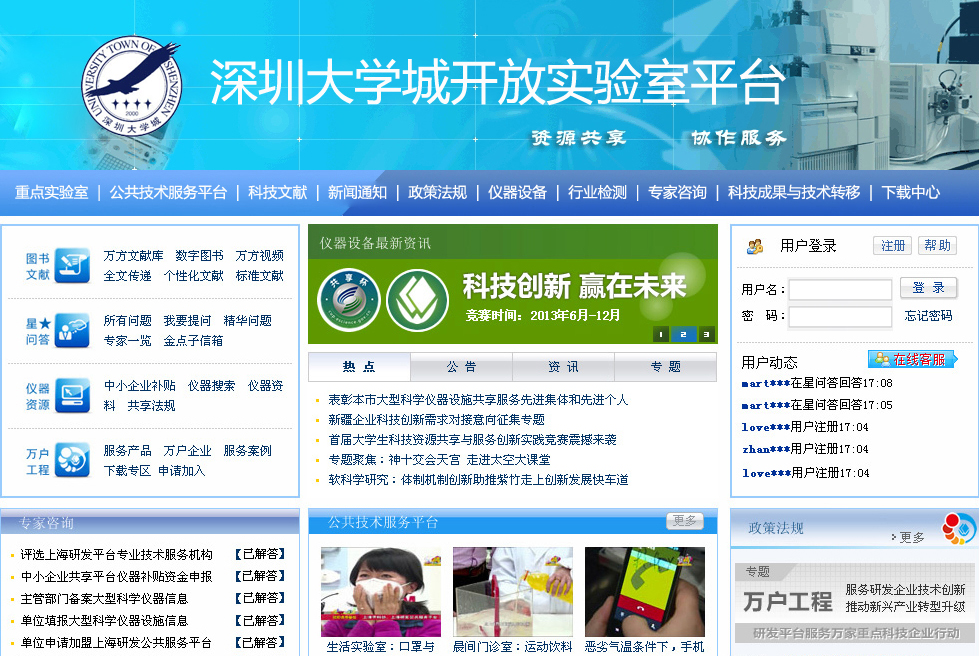 UNIVERSITY TOWN OF SHENZHEN
2000
深圳大学城
深圳大学城开放实验室平台
资源共享 协作服务
重点实验室 | 公共技术服务平台 | 科技文献 | 新闻通知 | 政策法规 | 仪器设备 | 行业检测 | 专家咨询 | 科技成果与技术转移 | 下载中心
图书文献
万方文献库 数字图书 万方视频
全文传递 个性化文献 标准文献
星★问答
所有问题 我要提问 精华问题
专家一览 金点子信箱
仪器资源
中小企业补贴 仪器搜索 仪器资
料 共享法规
万户工程
服务产品 万户企业 服务案例
下载专区 申请加入
仪器设备最新资讯
共享杯
科技创新 赢在未来
竞赛时间：2013年6月-12月
1 2 3
热点 公告 资讯 专题
表彰本市大型科学仪器设施共享服务先进集体和先进个人
新疆企业科技创新需求对接意向征集专题
首届大学生科技资源共享与服务创新实践竞赛震撼来袭
专题聚焦：神十交会天宫 走进太空大课堂
软科学研究：体制机制创新助推紫竹走上创新发展快车道
用户登录 注册 帮助
用户名： 登 录
密 码： 忘记密码
用户动态 在线客服
mart***在星问答回答17:08
mart***在星问答回答17:05
love***用户注册17:04
zhan***用户注册17:04
love***用户注册17:04
专家咨询
评选上海研发平台专业技术服务机构 【已解答】
中小企业共享平台仪器补贴资金申报 【已解答】
主管部门备案大型科学仪器信息 【已解答】
单位填报大型科学仪器设施信息 【已解答】
单位申请加盟上海研发公共服务平台 【已解答】
公共技术服务平台 更多
生活实验室：口罩与
晨间门诊室：运动饮料
恶劣气温条件下，手机
政策法规 更多
专题
万户工程
服务研发企业技术创新
推动新兴产业转型升级
研发平台服务万家重点科技企业行动